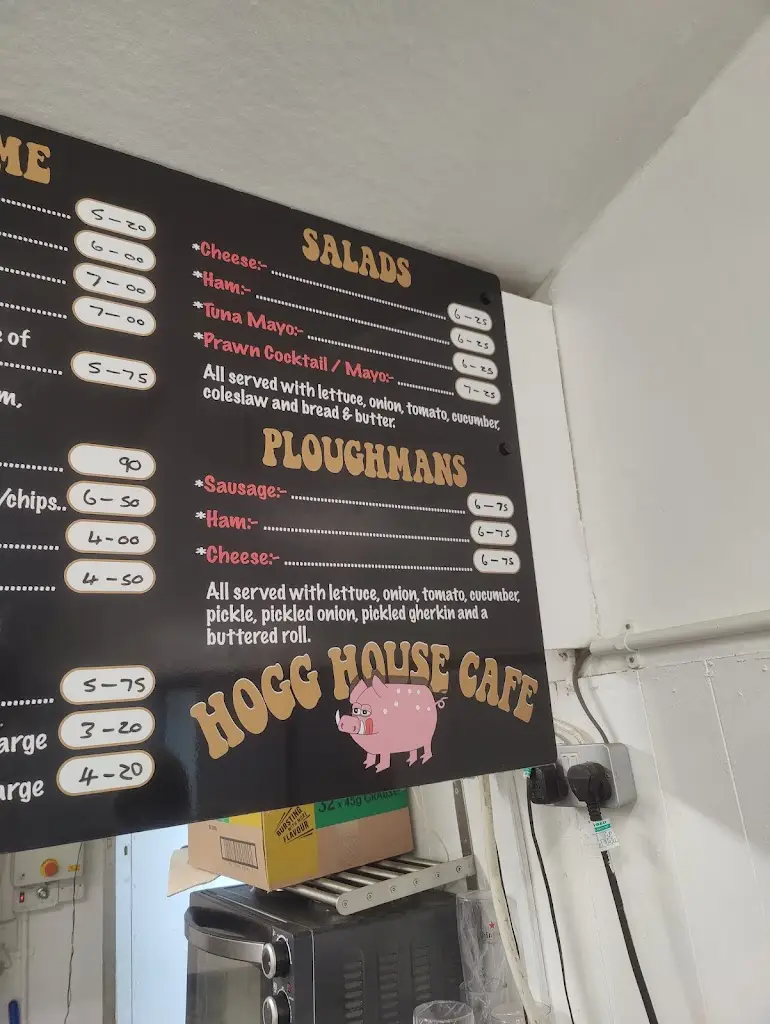 ME
5-20
6-00
7-00
7-00
e of
5-75
m,
90
/chips..
6-50
4-00
4-50
5-75
arge
3-20
arge
4-20
SALADS
*Cheese:- 6-25
*Ham:- 6-25
*Tuna Mayo:- 6-25
*Prawn Cocktail / Mayo:- 7-25
All served with lettuce, onion, tomato, cucumber,
coleslaw and bread & butter.
PLOUGHMANS
*Sausage:- 6-75
*Ham:- 6-75
*Cheese:- 6-75
All served with lettuce, onion, tomato, cucumber,
pickle, pickled onion, pickled gherkin and a
buttered roll.
HOGG HOUSE CAFE
BURSTING
FLAVOUR
32 x 45g